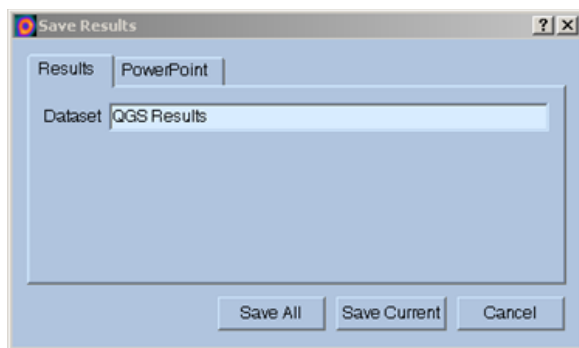 Save Results
Results PowerPoint
Dataset QGS Results
Save All Save Current Cancel